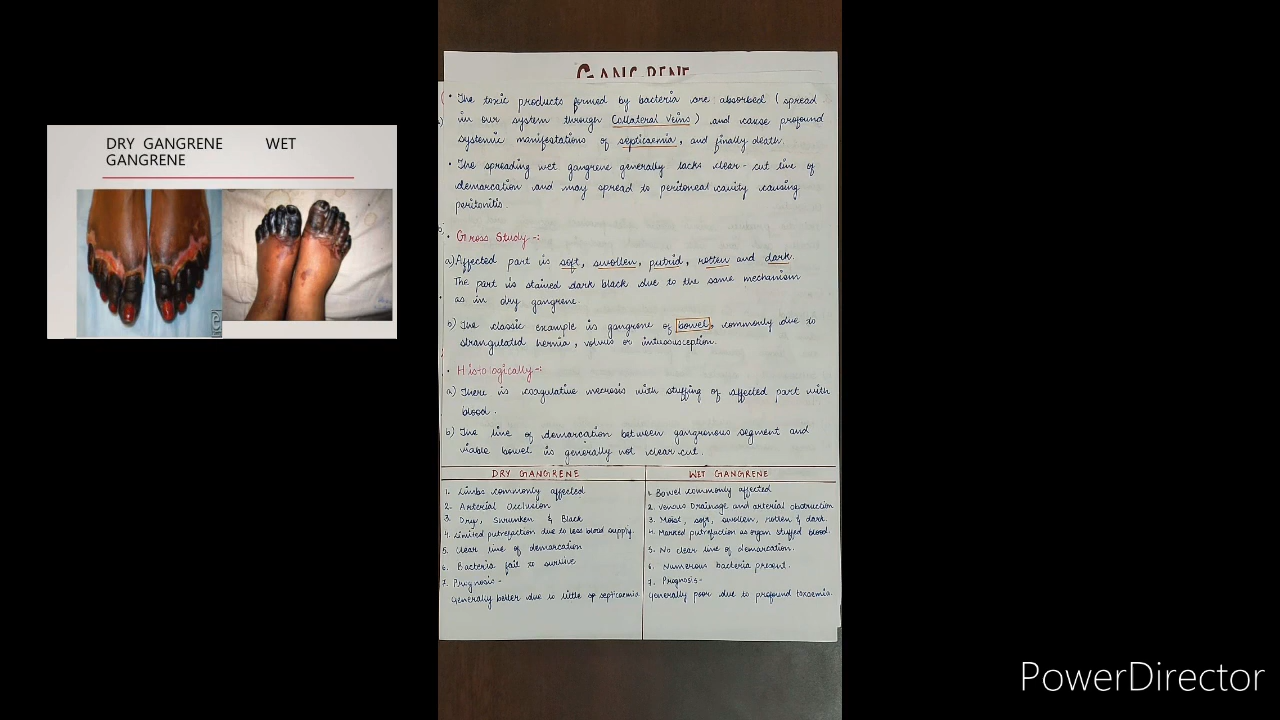 DRY GANGRENE WET
GANGRENE
GANGRENE
• The toxic products formed by bacteria are absorbed (spread
in our system through Collateral Veins) and cause profound
systemic manifestations of septicaemia, and finally death.
• The spreading wet gangrene generally lacks clear-cut line of
demarcation and may spread to peritoneal cavity causing
peritonitis.
• Gross Study -:
a) Affected part is soft, swollen, putrid, rotten and dark.
The part is stained dark black due to the same mechanism
as in dry gangrene.
b) The classic example is gangrene of bowel, commonly due to
strangulated hernia, volvus or intussusception.
• Histologically -:
a) There is coagulative necrosis with stuffing of affected part with
blood.
b) The line of demarcation between gangrenous segment and
viable bowel is generally not clear cut.
DRY GANGRENE
1. Limbs commonly affected
2. Arterial Occlusion
3. Dry, Shrunken & Black
4. Limited putrefaction due to less blood supply.
5. Clear line of demarcation
6. Bacteria fail to survive
7. Prognosis -
Generally better due to little of septicaemia
WET GANGRENE
1. Bowel commonly affected
2. Venous Drainage and arterial obstruction
3. Moist, soft, swollen, rotten & dark.
4. Marked putrefaction as organ stuffed blood.
5. No clear line of demarcation.
6. Numerous bacteria present.
7. Prognosis -
Generally poor due to profound toxaemia.
PowerDirector